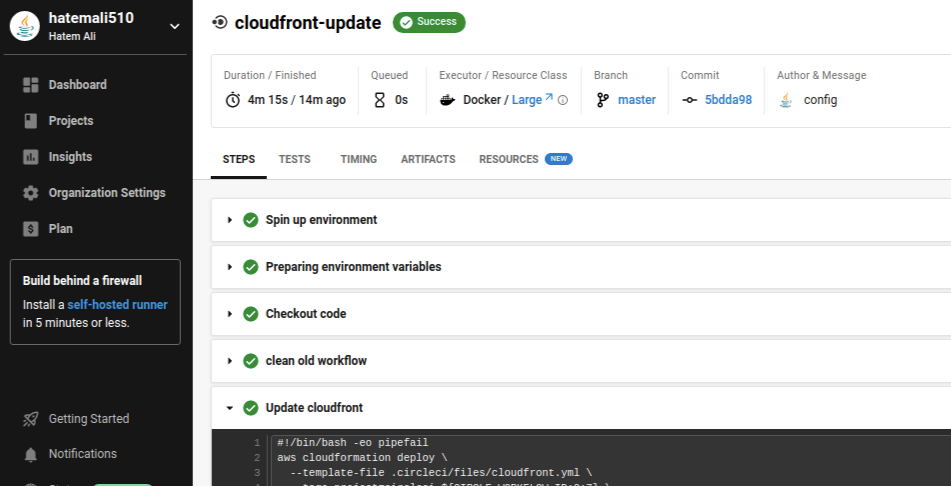 hatemali510
Hatem Ali
Dashboard
Projects
Insights
Organization Settings
Plan
Build behind a firewall
Install a self-hosted runner
in 5 minutes or less.
Getting Started
Notifications
cloudfront-update Success
Duration / Finished Queued Executor / Resource Class Branch Commit Author & Message
4m 15s / 14m ago 0s Docker / Large master 5bdda98 config
STEPS TESTS TIMING ARTIFACTS RESOURCES NEW
Spin up environment
Preparing environment variables
Checkout code
clean old workflow
Update cloudfront
1 #!/bin/bash -eo pipefail
2 aws cloudformation deploy \
3 --template-file .circleci/files/cloudfront.yml \